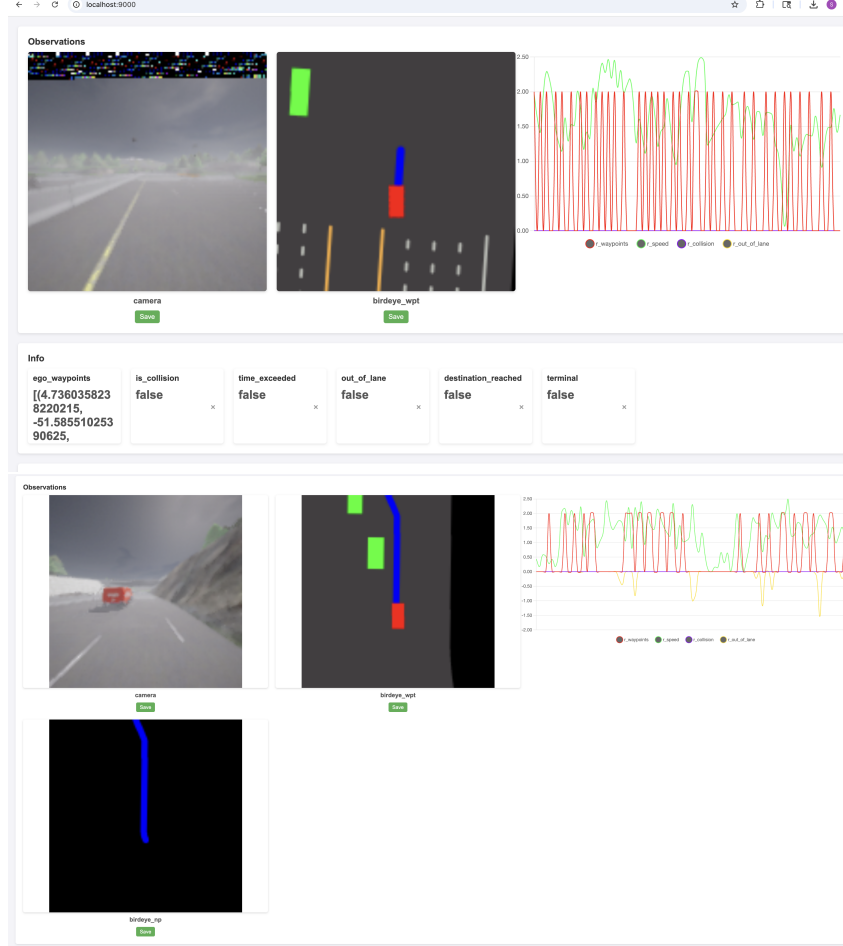 localhost:9000
S
Observations
2.50
2.00
1.50
1.00
0.50
0.00
r_waypoints r_speed r_collision r_out_of_lane
camera
Save
birdeye_wpt
Save
Info
ego_waypoints
[(4.736035823
8220215,
-51.585510253
90625,
is_collision
false
×
time_exceeded
false
×
out_of_lane
false
×
destination_reached
false
×
terminal
false
×
Observations
2.50
2.00
1.50
1.00
0.50
0.00
-0.50
-1.00
-1.50
-2.00
r_waypoints r_speed r_collision r_out_of_lane
camera
Save
birdeye_wpt
Save
birdeye_np
Save